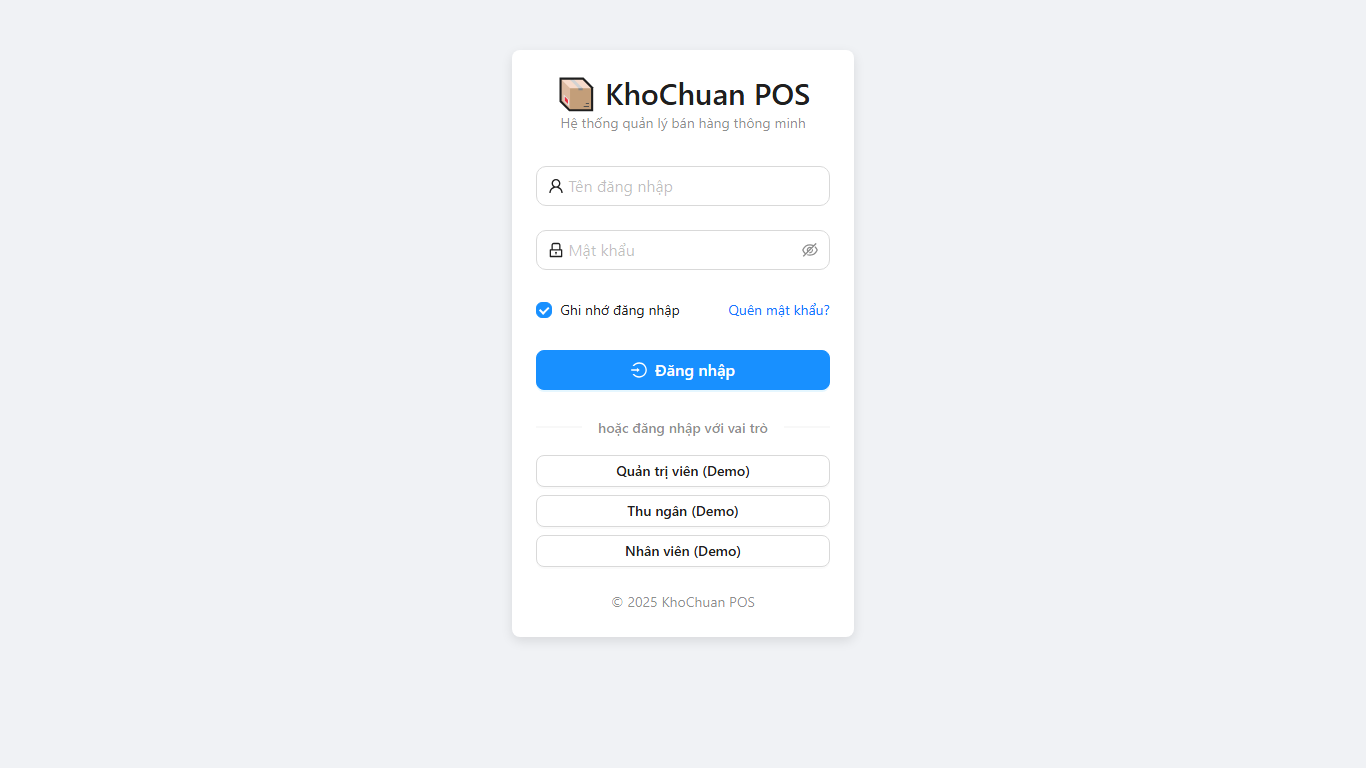 KhoChuan POS
Hệ thống quản lý bán hàng thông minh
Tên đăng nhập
Mật khẩu
Ghi nhớ đăng nhập Quên mật khẩu?
Đăng nhập
hoặc đăng nhập với vai trò
Quản trị viên (Demo)
Thu ngân (Demo)
Nhân viên (Demo)
© 2025 KhoChuan POS